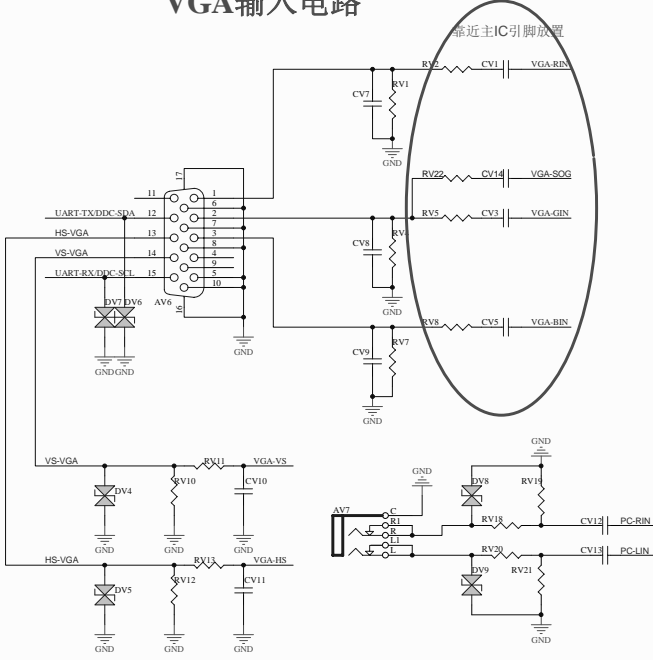 VGA输入电路
靠近主IC引脚放置
RV2 CV1 VGA-RIN
RV1
CV7
GND
17
RV22 CV14 VGA-SOG
11 1
6
UART-TX/DDC-SDA 12 2 RV5 CV3 VGA-GIN
7
HS-VGA 13 3
8
CV8
VS-VGA 14 4
9
UART-RX/DDC-SCL 15 5
10
DV7 DV6 AV6
16
GND
RV8 CV5 VGA-BIN
RV7
GND
CV9
GND GND
GND
VS-VGA RV11 VGA-VS
RV10 CV10
DV4
GND GND GND
HS-VGA RV13 VGA-HS
RV12 CV11
DV5
GND GND GND
GND
GND
DV8 RV19
AV7 C
R1
R
L1
L
RV18 CV12 PC-RIN
RV20 CV13 PC-LIN
DV9 RV21
GND